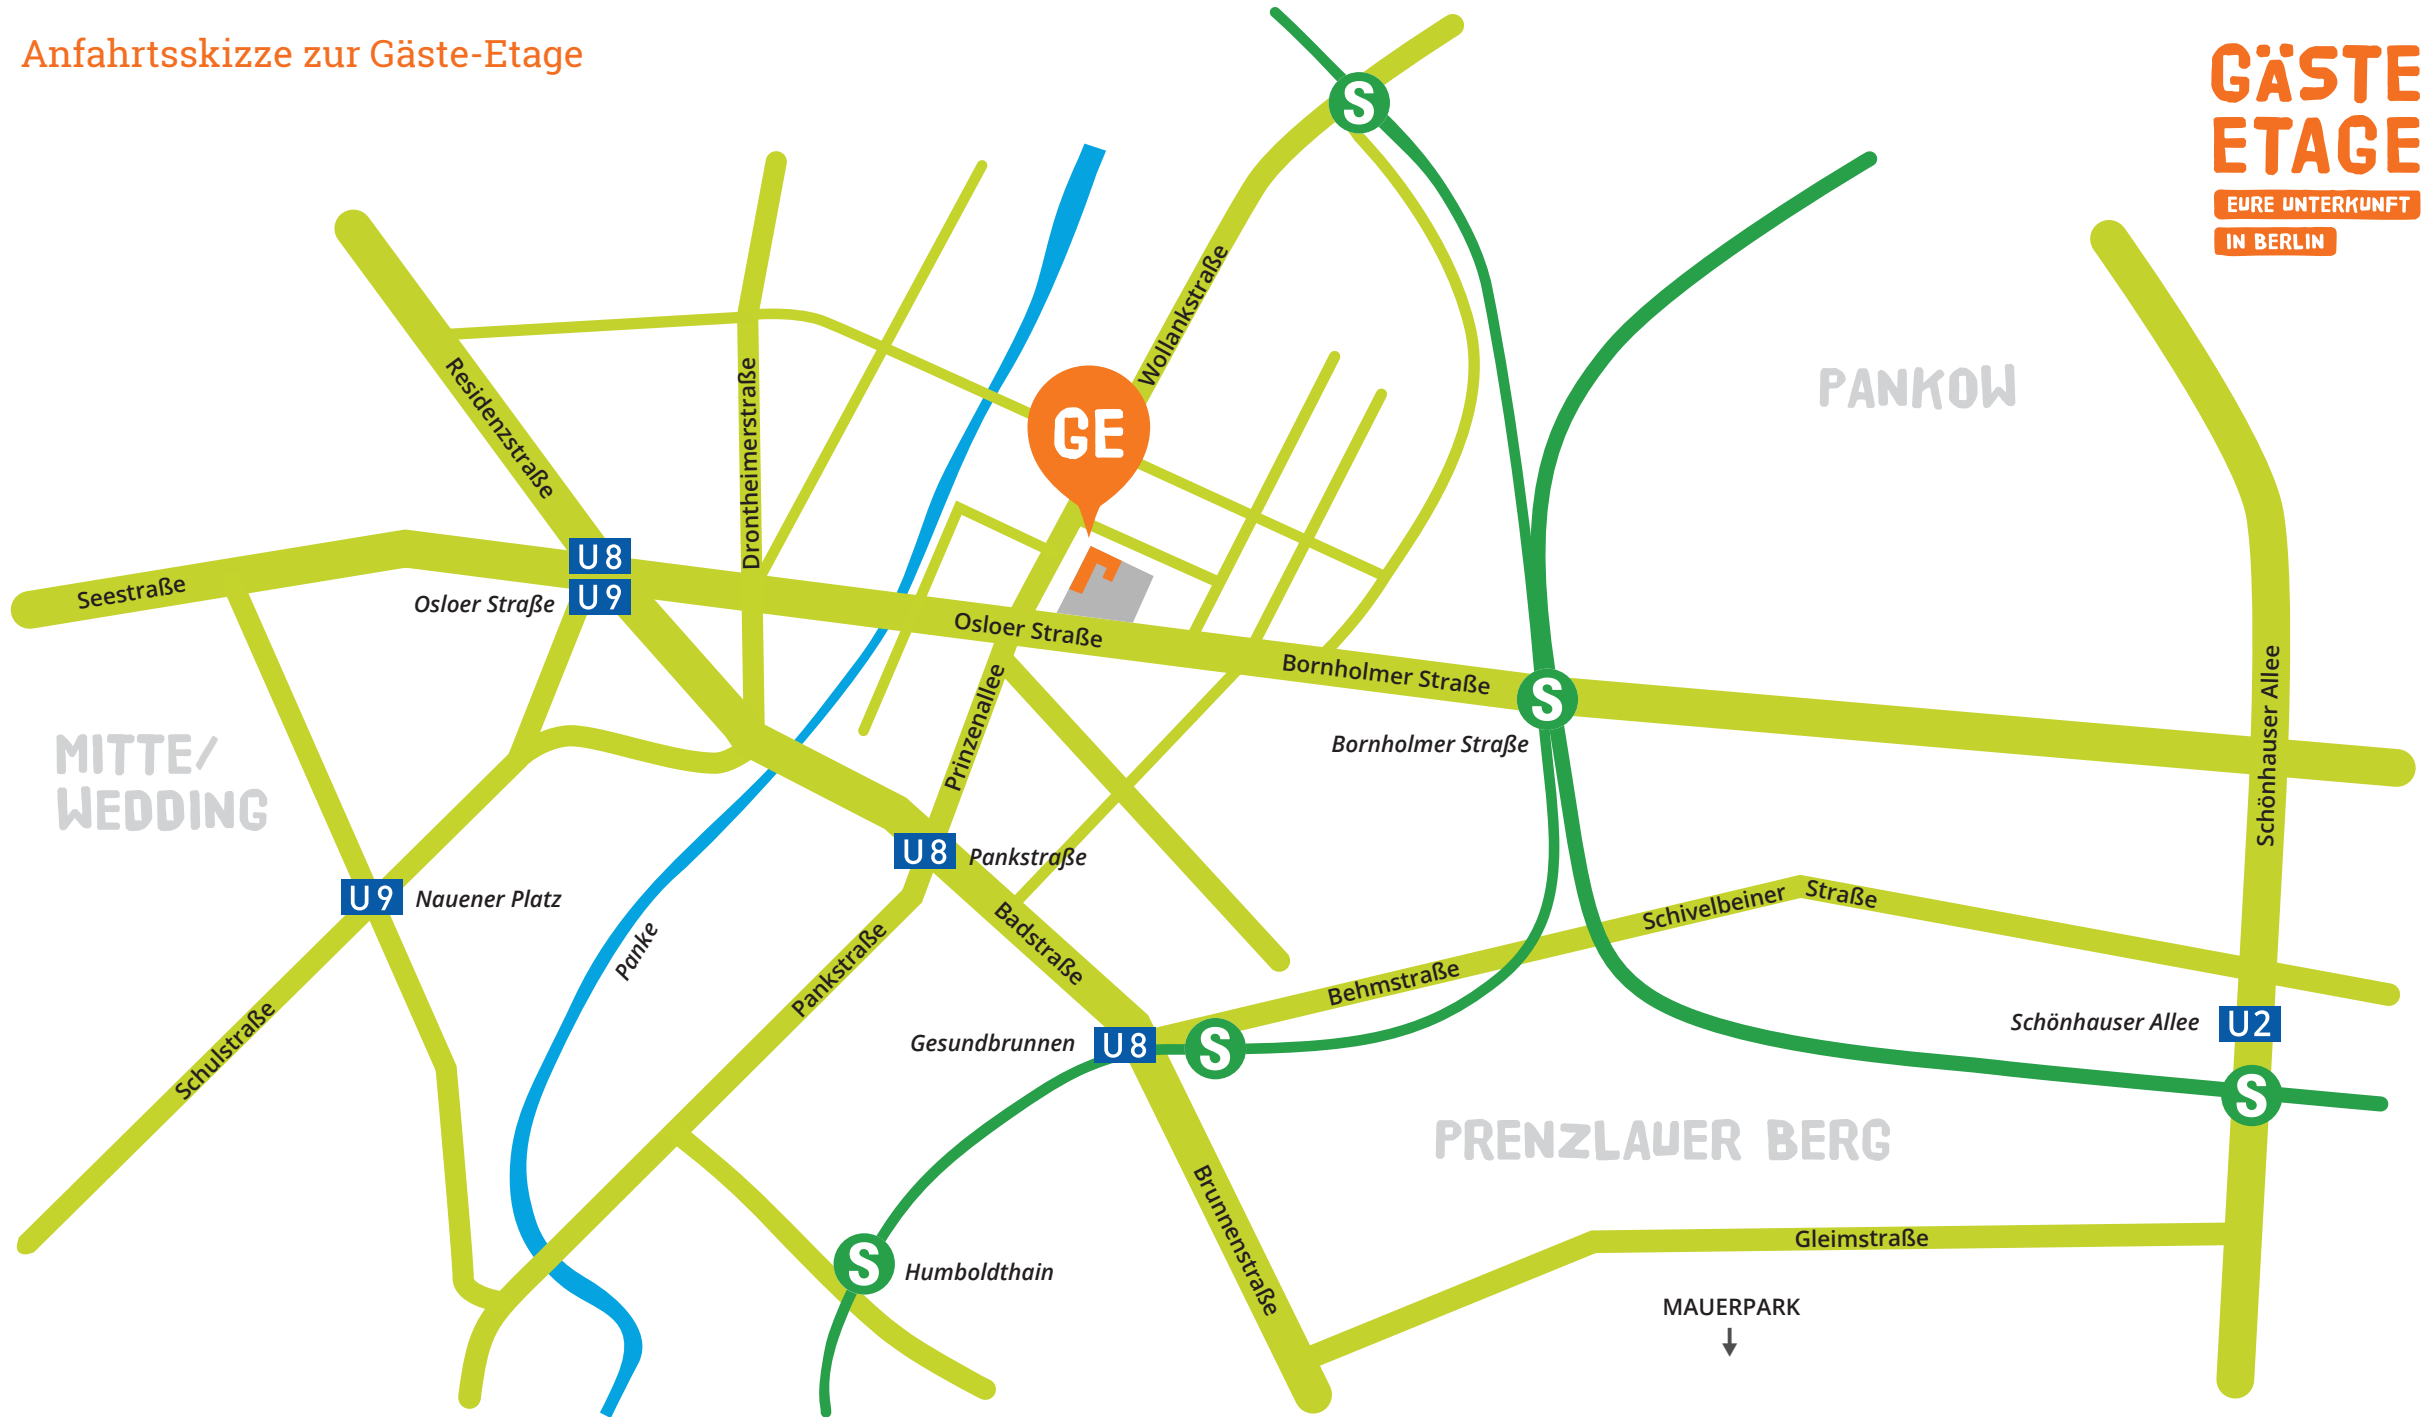 Anfahrtsskizze zur Gäste-Etage
GÄSTE
ETAGE
EURE UNTERKUNFT
IN BERLIN
S
Wollankstraße
Residenzstraße
Drontheimerstraße
GE
PANKOW
U8
U9
Osloer Straße
Seestraße
Osloer Straße
Bornholmer Straße
S
Bornholmer Straße
Prinzenallee
Schönhauser Allee
MITTE/
WEDDING
U8
Pankstraße
U9
Nauener Platz
Panke
Pankstraße
Badstraße
Schivelbeiner Straße
Behmstraße
Schulstraße
Gesundbrunnen
U8
S
Schönhauser Allee
U2
S
PRENZLAUER BERG
Brunnenstraße
S
Humboldthain
Gleimstraße
MAUERPARK